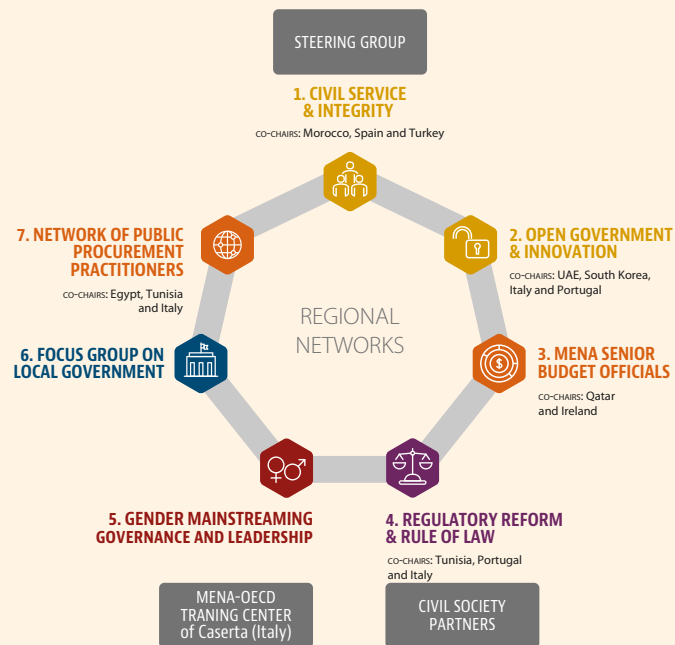 STEERING GROUP
1. CIVIL SERVICE
& INTEGRITY
CO-CHAIRS: Morocco, Spain and Turkey
2. OPEN GOVERNMENT
& INNOVATION
CO-CHAIRS: UAE, South Korea,
Italy and Portugal
3. MENA SENIOR
BUDGET OFFICIALS
CO-CHAIRS: Qatar
and Ireland
4. REGULATORY REFORM
& RULE OF LAW
CO-CHAIRS: Tunisia, Portugal
and Italy
5. GENDER MAINSTREAMING
GOVERNANCE AND LEADERSHIP
6. FOCUS GROUP ON
LOCAL GOVERNMENT
7. NETWORK OF PUBLIC
PROCUREMENT
PRACTITIONERS
CO-CHAIRS: Egypt, Tunisia
and Italy
REGIONAL
NETWORKS
$
MENA-OECD
TRANING CENTER
of Caserta (Italy)
CIVIL SOCIETY
PARTNERS